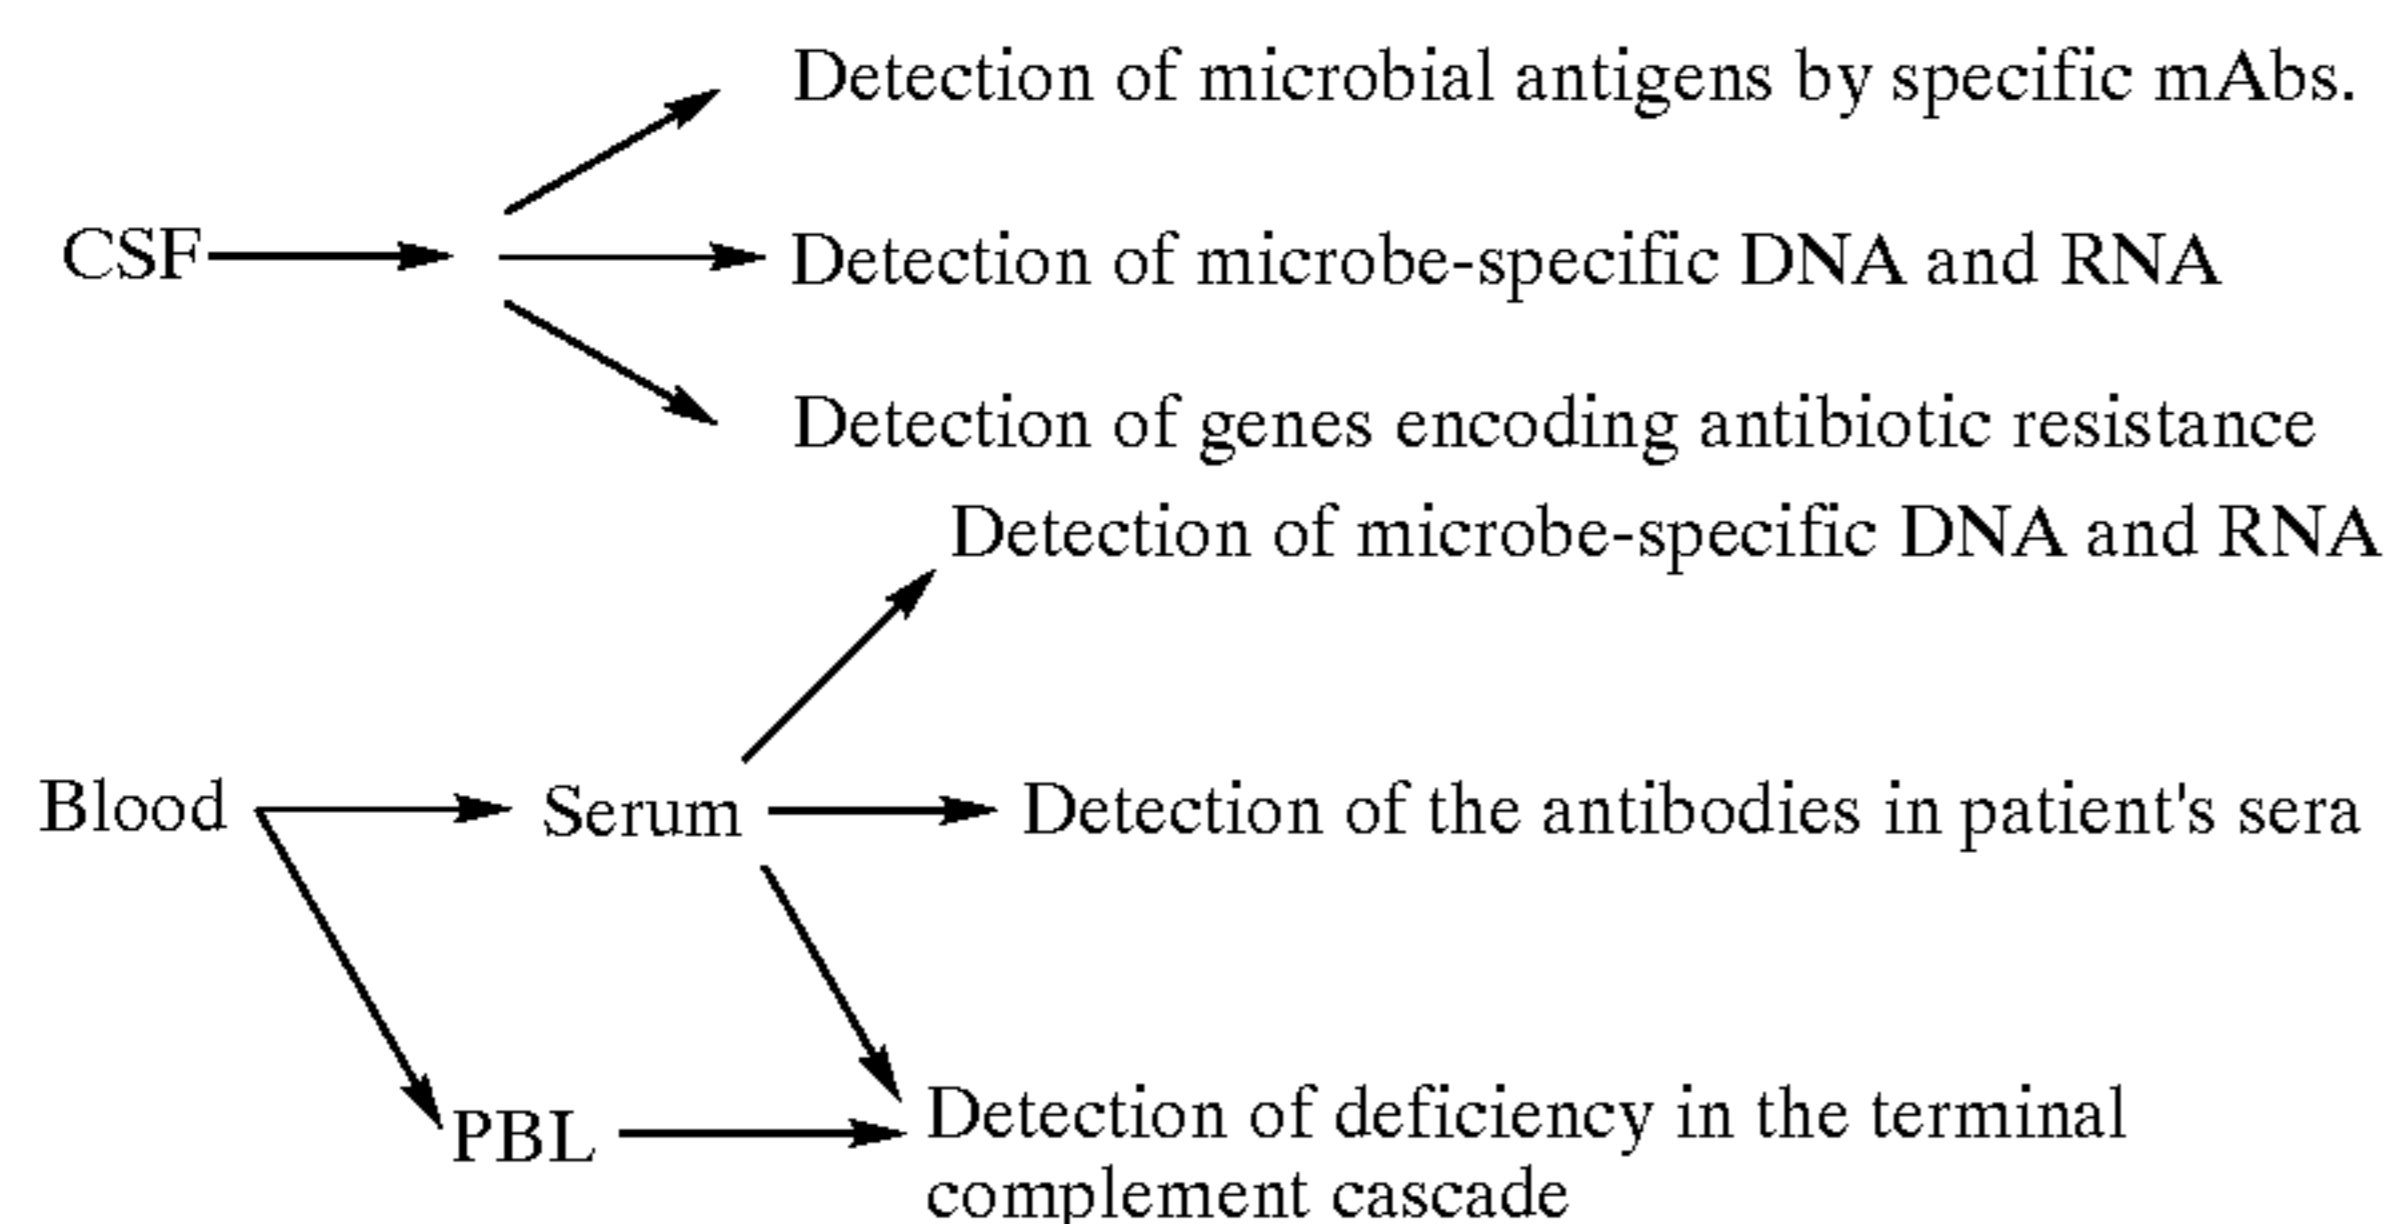 Detection of microbial antigens by specific mAbs.
CSF
Detection of microbe-specific DNA and RNA
Detection of genes encoding antibiotic resistance
Detection of microbe-specific DNA and RNA
Blood
Serum
Detection of the antibodies in patient's sera
PBL
Detection of deficiency in the terminal
complement cascade